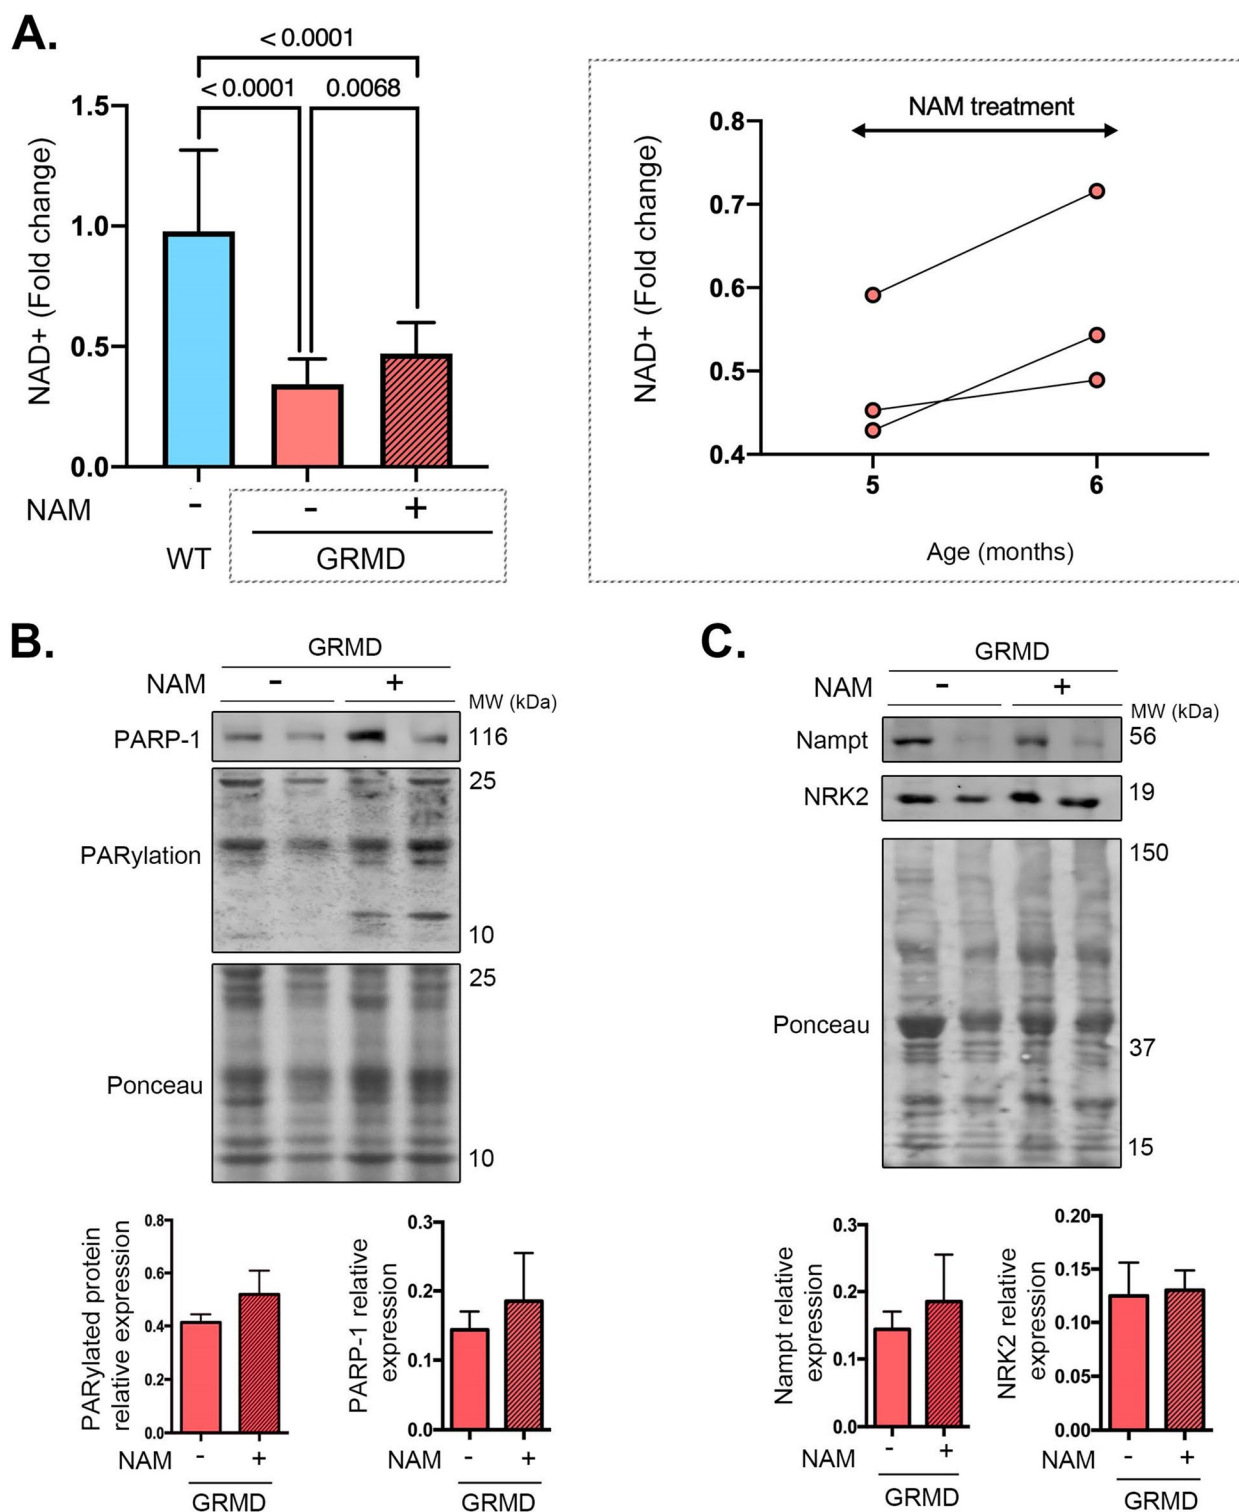 A.
< 0.0001
< 0.0001 0.0068
1.5
1.0
0.5
0.0
NAD+ (Fold change)
NAM - - +
WT GRMD
NAM treatment
0.8
0.7
0.6
0.5
0.4
NAD+ (Fold change)
5 6
Age (months)
B.
GRMD
NAM - +
MW (kDa)
PARP-1 116
25
PARylation
10
25
Ponceau
10
0.8
0.6
0.4
0.2
0.0
PARylated protein
relative expression
NAM - +
GRMD
0.3
0.2
0.1
0.0
PARP-1 relative
expression
NAM - +
GRMD
C.
GRMD
NAM - +
MW (kDa)
Nampt 56
NRK2 19
150
Ponceau
37
15
0.3
0.2
0.1
0.0
Nampt relative
expression
NAM - +
GRMD
0.20
0.15
0.10
0.05
0.00
NRK2 relative
expression
NAM - +
GRMD